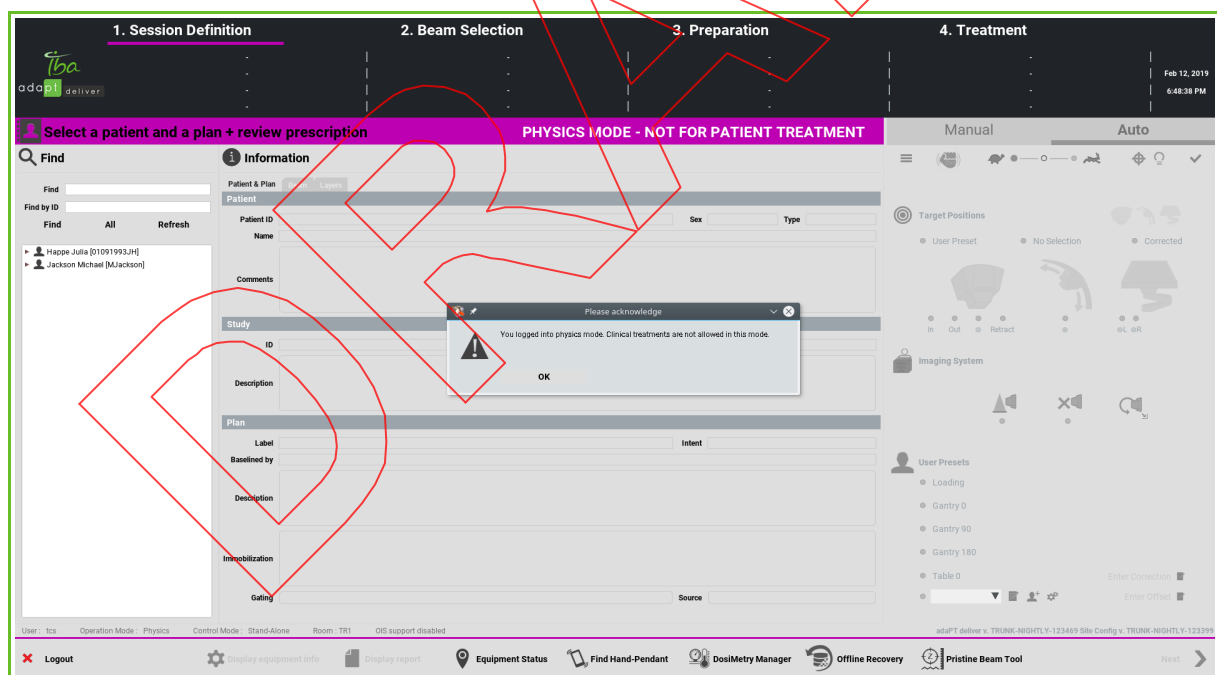 1. Session Definition
2. Beam Selection
3. Preparation
4. Treatment
iba
adapt deliver
Feb 12, 2019
6:48:38 PM
Select a patient and a plan + review prescription
PHYSICS MODE - NOT FOR PATIENT TREATMENT
Manual
Auto
Find
Find
Find by ID
Find All Refresh
Happe Julia [01091993JH]
Jackson Michael [MJackson]
Information
Patient & Plan Beam Layers
Patient
Patient ID
Sex
Type
Name
Comments
Study
ID
Description
Plan
Label
Intent
Baselined by
Description
Immobilization
Gating
Source
Please acknowledge
You logged into physics mode. Clinical treatments are not allowed in this mode.
OK
Target Positions
User Preset
No Selection
Corrected
In Out Retract
L R
Imaging System
User Presets
Loading
Gantry 0
Gantry 90
Gantry 180
Table 0
Enter Correction
Enter Offset
User : tcs Operation Mode : Physics Control Mode : Stand-Alone Room : TR1 OIS support disabled
adaPT deliver v. TRUNK-NIGHTLY-123469 Site Config v. TRUNK-NIGHTLY-123399
Logout
Display equipment info
Display report
Equipment Status
Find Hand-Pendant
DosiMetry Manager
Offline Recovery
Pristine Beam Tool
Next